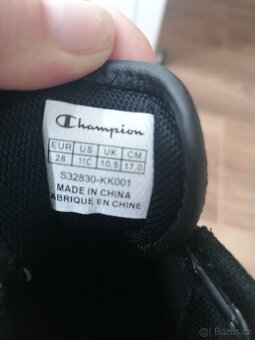 Champion
EUR US UK CM
28 11C 10.5 17.0
S32830-KK001
MADE IN CHINA
FABRIQUE EN CHINE
Sbazar.cz